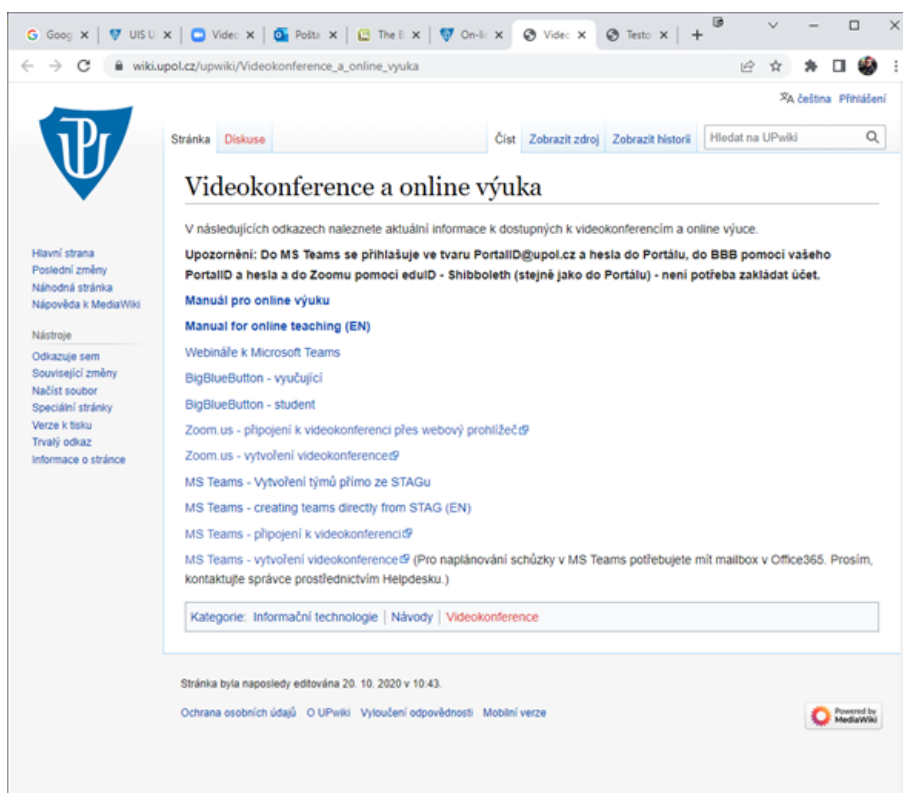 Goog
UIS U
Video
Pošta
The B
On-li
Video
Testo
wiki.upol.cz/upwiki/Videokonference_a_online_vyuka
čeština Přihlášení
Stránka Diskuse Číst Zobrazit zdroj Zobrazit historii Hledat na UPwiki
Videokonference a online výuka
V následujících odkazech naleznete aktuální informace k dostupných k videokonferencím a online výuce.
Upozornění: Do MS Teams se přihlašuje ve tvaru PortalID@upol.cz a hesla do Portálu, do BBB pomocí vašeho
PortalID a hesla a do Zoomu pomocí eduID - Shibboleth (stejně jako do Portálu) - není potřeba zakládat účet.
Manuál pro online výuku
Manual for online teaching (EN)
Webináře k Microsoft Teams
BigBlueButton - vyučující
BigBlueButton - student
Zoom.us - připojení k videokonferenci přes webový prohlížeč
Zoom.us - vytvoření videokonference
MS Teams - Vytvoření týmů přímo ze STAGu
MS Teams - creating teams directly from STAG (EN)
MS Teams - připojení k videokonferenci
MS Teams - vytvoření videokonference (Pro naplánování schůzky v MS Teams potřebujete mít mailbox v Office365. Prosím,
kontaktujte správce prostřednictvím Helpdesku.)
Kategorie: Informační technologie | Návody | Videokonference
Hlavní strana
Poslední změny
Náhodná stránka
Nápověda k MediaWiki
Nástroje
Odkazuje sem
Související změny
Načíst soubor
Speciální stránky
Verze k tisku
Trvalý odkaz
Informace o stránce
Stránka byla naposledy editována 20. 10. 2020 v 10:43.
Ochrana osobních údajů O UPwiki Vyloučení odpovědnosti Mobilní verze
Powered by
MediaWiki